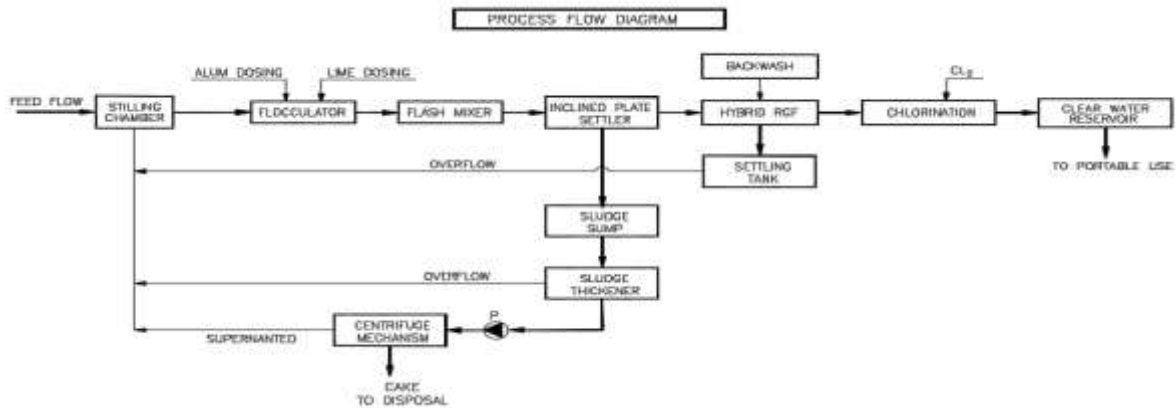 PROCESS FLOW DIAGRAM
BACKWASH
CL2
ALUM DOSING
LIME DOSING
FEED FLOW
STILLING
CHAMBER
FLOCCULATOR
FLASH MIXER
INCLINED PLATE
SETTLER
HYBRID RGF
CHLORINATION
CLEAR WATER
RESERVOIR
OVERFLOW
SETTLING
TANK
TO PORTABLE USE
SLUDGE
SUMP
OVERFLOW
SLUDGE
THICKENER
P
CENTRIFUGE
MECHANISM
SUPERNANTED
CAKE
TO DISPOSAL